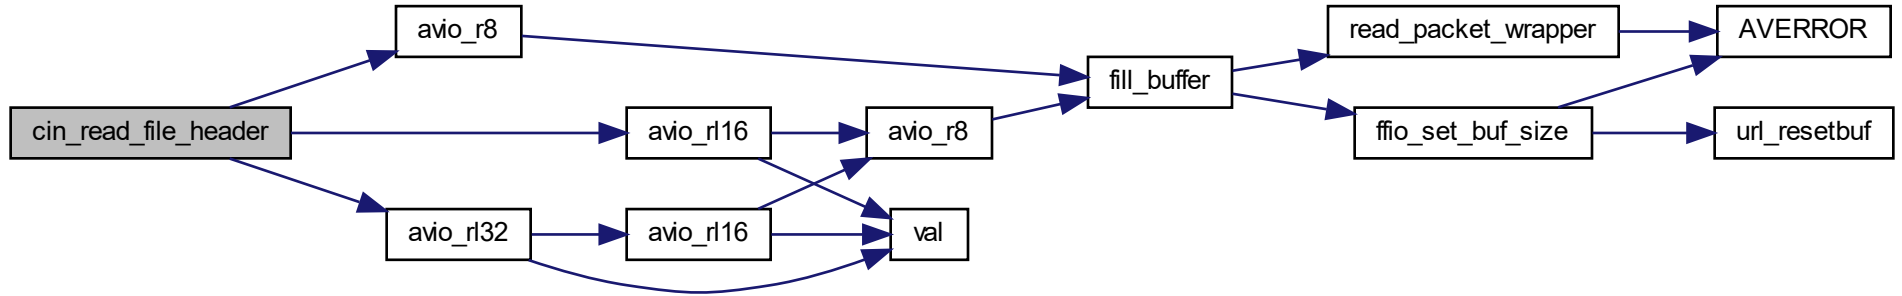 avio_r8
read_packet_wrapper
AVERROR
fill_buffer
cin_read_file_header
avio_rl16
avio_r8
ffio_set_buf_size
url_resetbuf
avio_rl32
avio_rl16
val